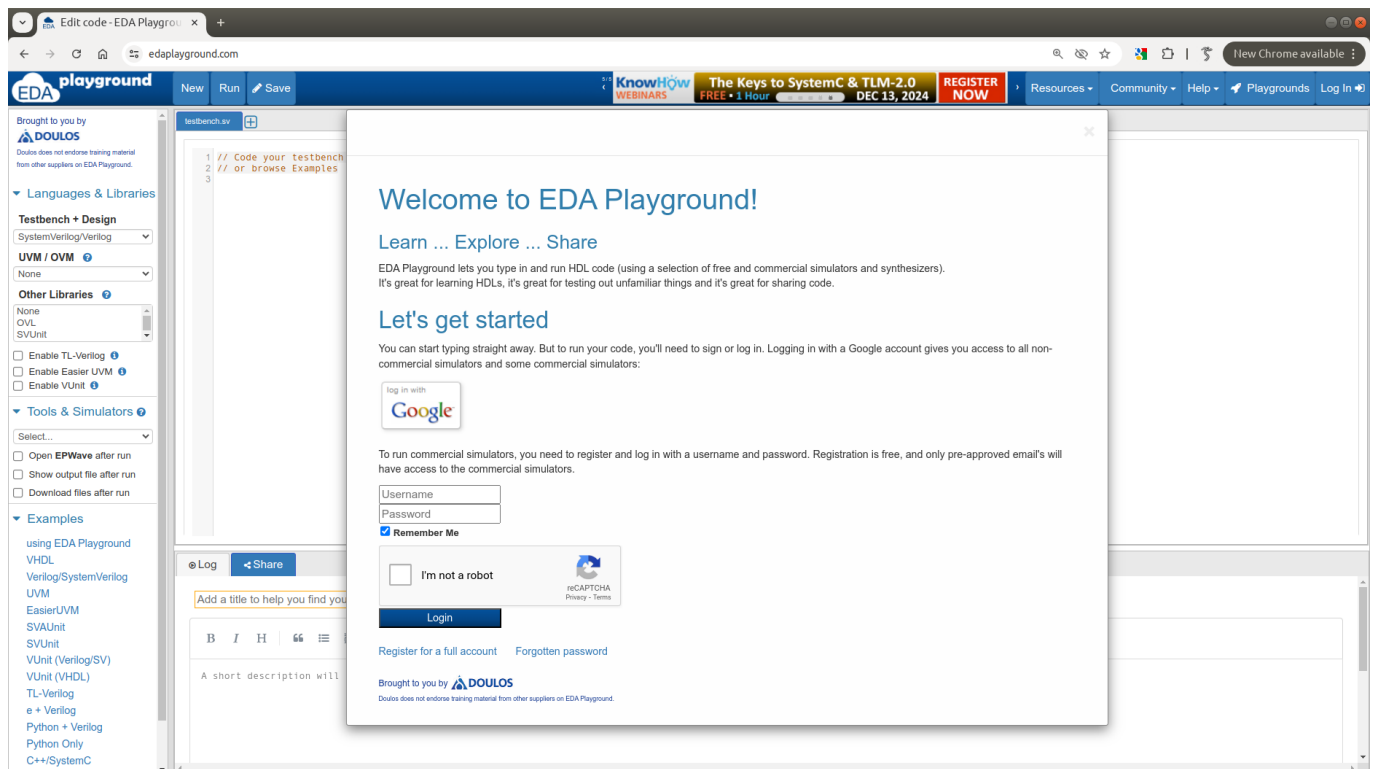 Edit code - EDA Playgrou
edaplayground.com
New Chrome available
EDA playground
New Run Save
KnowHow WEBINARS
The Keys to SystemC & TLM-2.0
FREE • 1 Hour DEC 13, 2024
REGISTER NOW
Resources Community Help Playgrounds Log In
Brought to you by
DOULOS
Doulos does not endorse training material
from other suppliers on EDA Playground.
Languages & Libraries
Testbench + Design
SystemVerilog/Verilog
UVM / OVM
None
Other Libraries
None
OVL
SVUnit
Enable TL-Verilog
Enable Easier UVM
Enable VUnit
Tools & Simulators
Select...
Open EPWave after run
Show output file after run
Download files after run
Examples
using EDA Playground
VHDL
Verilog/SystemVerilog
UVM
EasierUVM
SVAUnit
SVUnit
VUnit (Verilog/SV)
VUnit (VHDL)
TL-Verilog
e + Verilog
Python + Verilog
Python Only
C++/SystemC
testbench.sv
1 // Code your testbench
2 // or browse Examples
3
Log Share
Add a title to help you find you
B I H
A short description will
Welcome to EDA Playground!
Learn ... Explore ... Share
EDA Playground lets you type in and run HDL code (using a selection of free and commercial simulators and synthesizers).
It's great for learning HDLs, it's great for testing out unfamiliar things and it's great for sharing code.
Let's get started
You can start typing straight away. But to run your code, you'll need to sign or log in. Logging in with a Google account gives you access to all non-
commercial simulators and some commercial simulators:
log in with
Google
To run commercial simulators, you need to register and log in with a username and password. Registration is free, and only pre-approved email's will
have access to the commercial simulators.
Username
Password
Remember Me
I'm not a robot
reCAPTCHA
Privacy - Terms
Login
Register for a full account Forgotten password
Brought to you by DOULOS
Doulos does not endorse training material from other suppliers on EDA Playground.